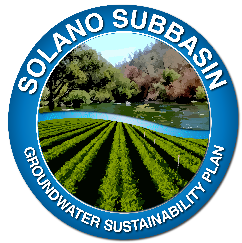 SOLANO SUBBASIN
GROUNDWATER SUSTAINABILITY PLAN